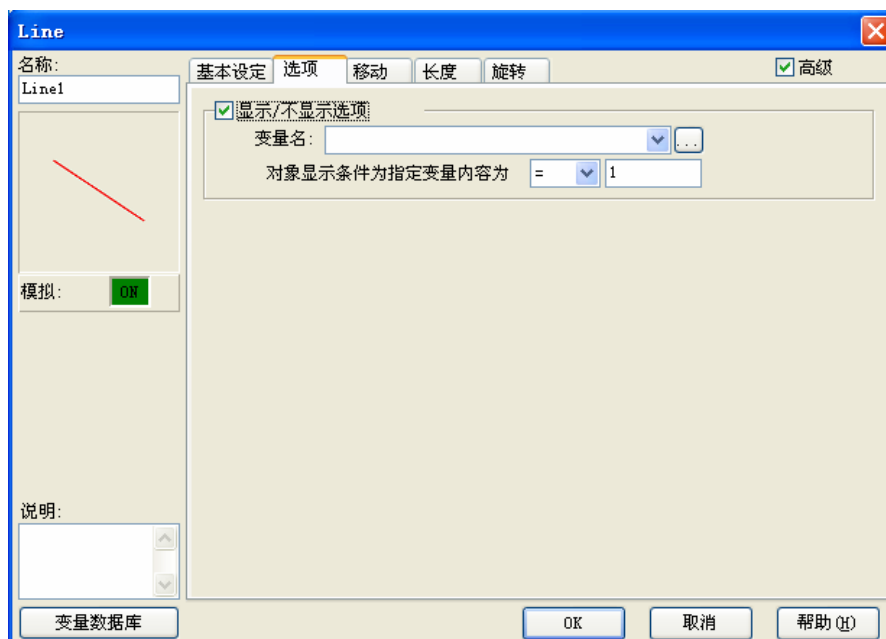 Line
名称:
Line1
基本设定 选项 移动 长度 旋转
高级
显示/不显示选项
变量名:
...
对象显示条件为指定变量内容为 = 1
模拟: ON
说明:
变量数据库
OK 取消 帮助(H)